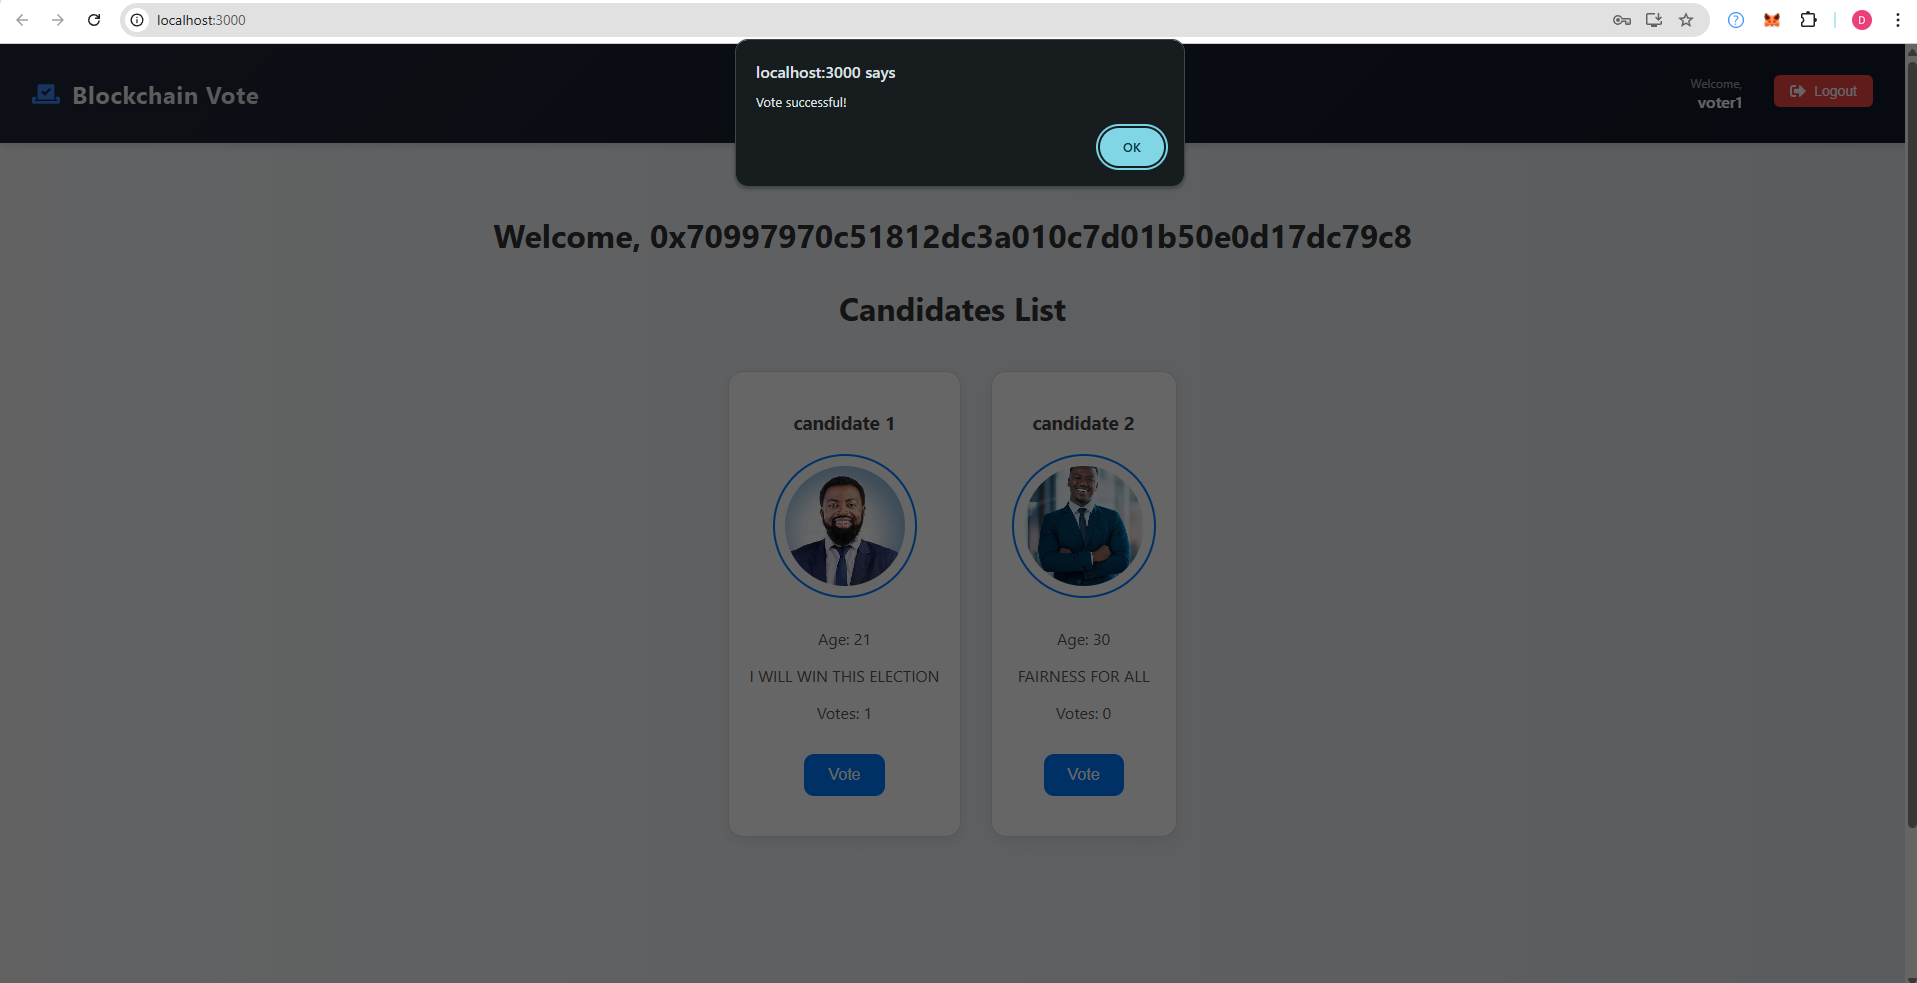 localhost:3000
D
localhost:3000 says
Vote successful!
OK
Blockchain Vote
Welcome,
voter1
Logout
Welcome, 0x70997970c51812dc3a010c7d01b50e0d17dc79c8
Candidates List
candidate 1
Age: 21
I WILL WIN THIS ELECTION
Votes: 1
Vote
candidate 2
Age: 30
FAIRNESS FOR ALL
Votes: 0
Vote